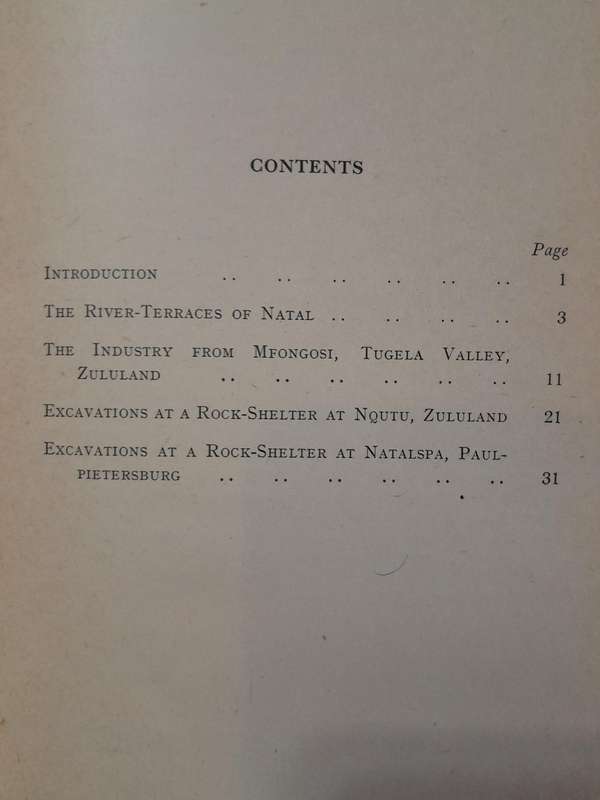 CONTENTS
Page
INTRODUCTION .. .. .. .. .. .. 1
THE RIVER-TERRACES OF NATAL .. .. .. .. 3
THE INDUSTRY FROM MFONGOSI, TUGELA VALLEY,
ZULULAND .. .. .. .. .. .. 11
EXCAVATIONS AT A ROCK-SHELTER AT NQUTU, ZULULAND 21
EXCAVATIONS AT A ROCK-SHELTER AT NATALSPA, PAUL-
PIETERSBURG .. .. .. .. .. .. 31